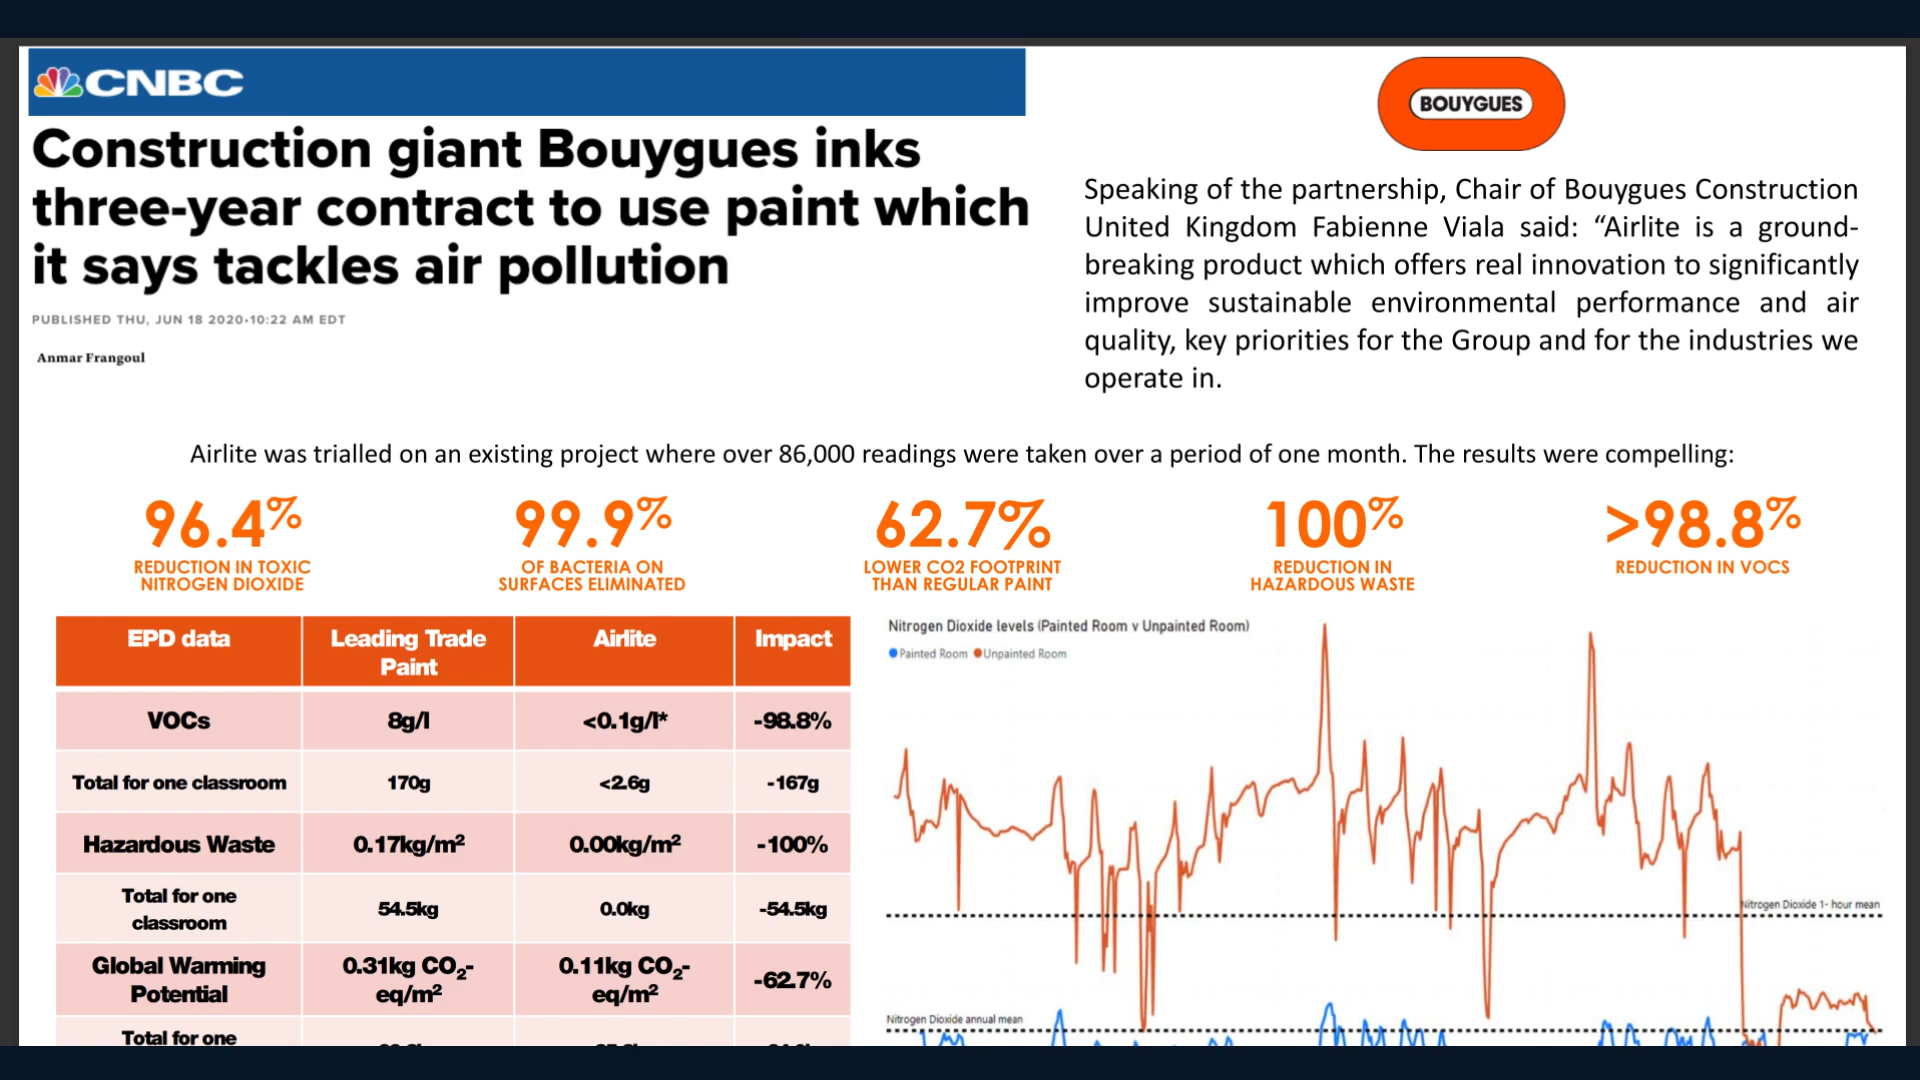 CNBC
Construction giant Bouygues inks
three-year contract to use paint which
it says tackles air pollution
PUBLISHED THU, JUN 18 2020•10:22 AM EDT
Anmar Frangoul
BOUYGUES
Speaking of the partnership, Chair of Bouygues Construction
United Kingdom Fabienne Viala said: “Airlite is a ground-
breaking product which offers real innovation to significantly
improve sustainable environmental performance and air
quality, key priorities for the Group and for the industries we
operate in.
Airlite was trialled on an existing project where over 86,000 readings were taken over a period of one month. The results were compelling:
96.4%
REDUCTION IN TOXIC
NITROGEN DIOXIDE
99.9%
OF BACTERIA ON
SURFACES ELIMINATED
62.7%
LOWER CO2 FOOTPRINT
THAN REGULAR PAINT
100%
REDUCTION IN
HAZARDOUS WASTE
>98.8%
REDUCTION IN VOCS
EPD data
Leading Trade
Paint
Airlite
Impact
VOCs
8g/l
<0.1g/l*
-98.8%
Total for one classroom
170g
<2.6g
-167g
Hazardous Waste
0.17kg/m²
0.00kg/m²
-100%
Total for one
classroom
54.5kg
0.0kg
-54.5kg
Global Warming
Potential
0.31kg CO₂-
eq/m²
0.11kg CO₂-
eq/m²
-62.7%
Total for one
Nitrogen Dioxide levels (Painted Room v Unpainted Room)
Painted Room Unpainted Room
Nitrogen Dioxide 1- hour mean
Nitrogen Dioxide annual mean